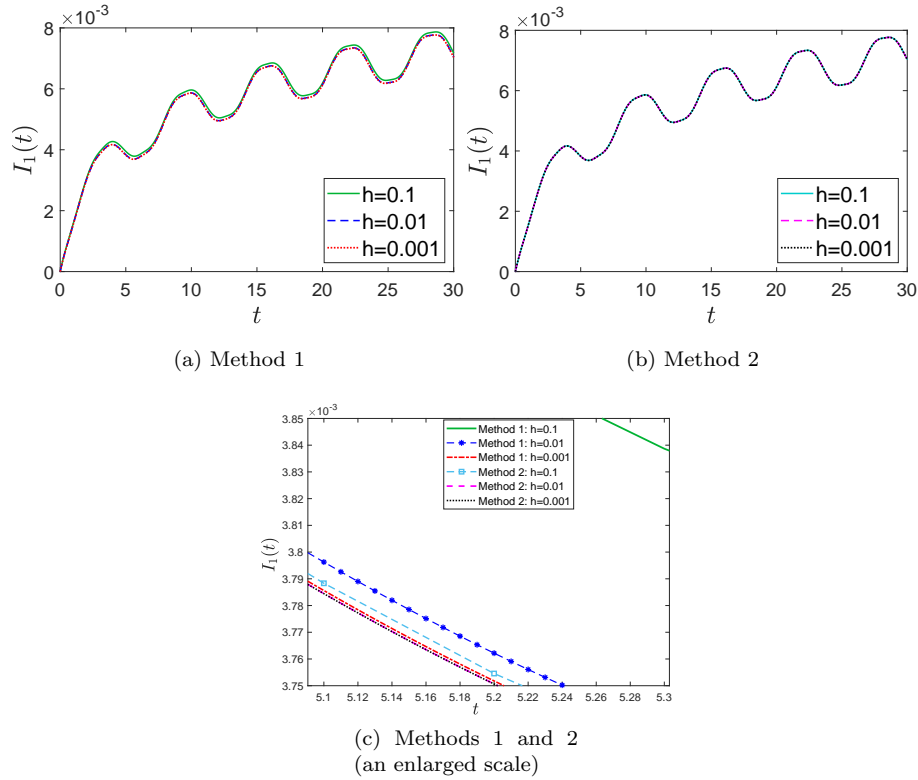 ×10⁻³
8
6
4
2
0
I₁(t)
h=0.1
h=0.01
h=0.001
0 5 10 15 20 25 30
t
(a) Method 1
×10⁻³
8
6
4
2
0
I₁(t)
h=0.1
h=0.01
h=0.001
0 5 10 15 20 25 30
t
(b) Method 2
×10⁻³
3.85
3.84
3.83
3.82
3.81
3.8
3.79
3.78
3.77
3.76
3.75
I₁(t)
Method 1: h=0.1
Method 1: h=0.01
Method 1: h=0.001
Method 2: h=0.1
Method 2: h=0.01
Method 2: h=0.001
5.1 5.12 5.14 5.16 5.18 5.2 5.22 5.24 5.26 5.28 5.3
t
(c) Methods 1 and 2
(an enlarged scale)